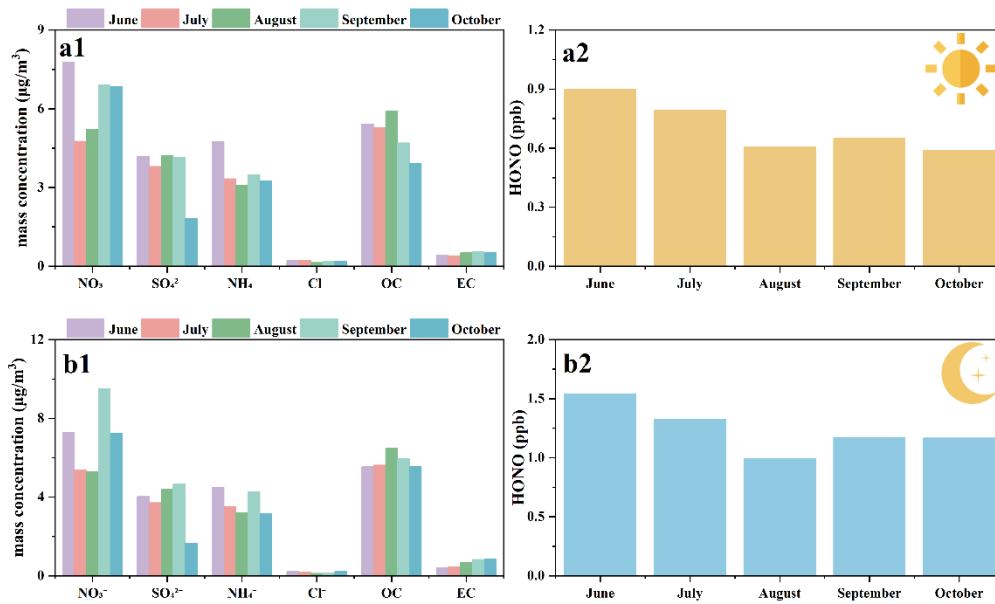 June July August September October
a1
mass concentration (μg/m³)
9
6
3
0
NO₃ SO₄² NH₄ Cl OC EC
a2
HONO (ppb)
1.2
0.9
0.6
0.3
0.0
June July August September October
June July August September October
b1
mass concentration (μg/m³)
12
8
4
0
NO₃⁻ SO₄²⁻ NH₄⁻ Cl⁻ OC EC
b2
HONO (ppb)
2.0
1.5
1.0
0.5
0.0
June July August September October